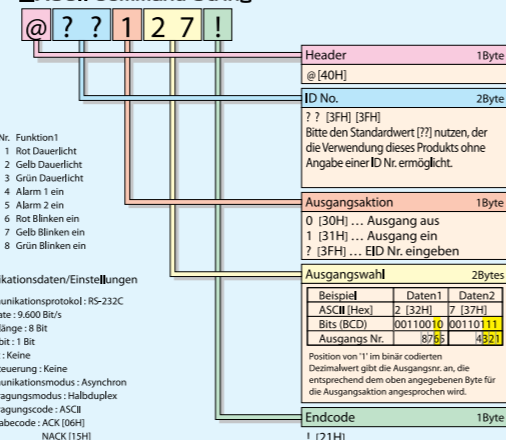 ASCII Command String
@ ? ? 1 2 7 !
Header 1Byte
@ [40H]
ID No. 2Byte
? ? [3FH] [3FH]
Bitte den Standardwert [??] nutzen, der
die Verwendung dieses Produkts ohne
Angabe einer ID Nr. ermöglicht.
Nr. Funktion1
1 Rot Dauerlicht
2 Gelb Dauerlicht
3 Grün Dauerlicht
4 Alarm 1 ein
5 Alarm 2 ein
6 Rot Blinken ein
7 Gelb Blinken ein
8 Grün Blinken ein
Ausgangsaktion 1Byte
0 [30H] ... Ausgang aus
1 [31H] ... Ausgang ein
? [3FH] ... EID Nr. eingeben
Ausgangswahl 2Bytes
Beispiel Daten1 Daten2
ASCII [Hex] 2 [32H] 7 [37H]
Bits (BCD) 00110010 00110111
Ausgangs Nr. 8765 4321
Position von '1' im binär codierten
Dezimalwert gibt die Ausgangsnr. an, die
entsprechend dem oben angegebenen Byte für
die Ausgangsaktion angesprochen wird.
ikationsdaten/Einstellungen
unikationsprotokol : RS-232C
ate : 9.600 Bit/s
länge : 8 Bit
bit : 1 Bit
: Keine
teuerung : Keine
unikationsmodus : Asynchron
ragungsmodus : Halbduplex
ragungscode : ASCII
abecode : ACK [06H]
NACK [15H]
Endcode 1Byte
! [21H]